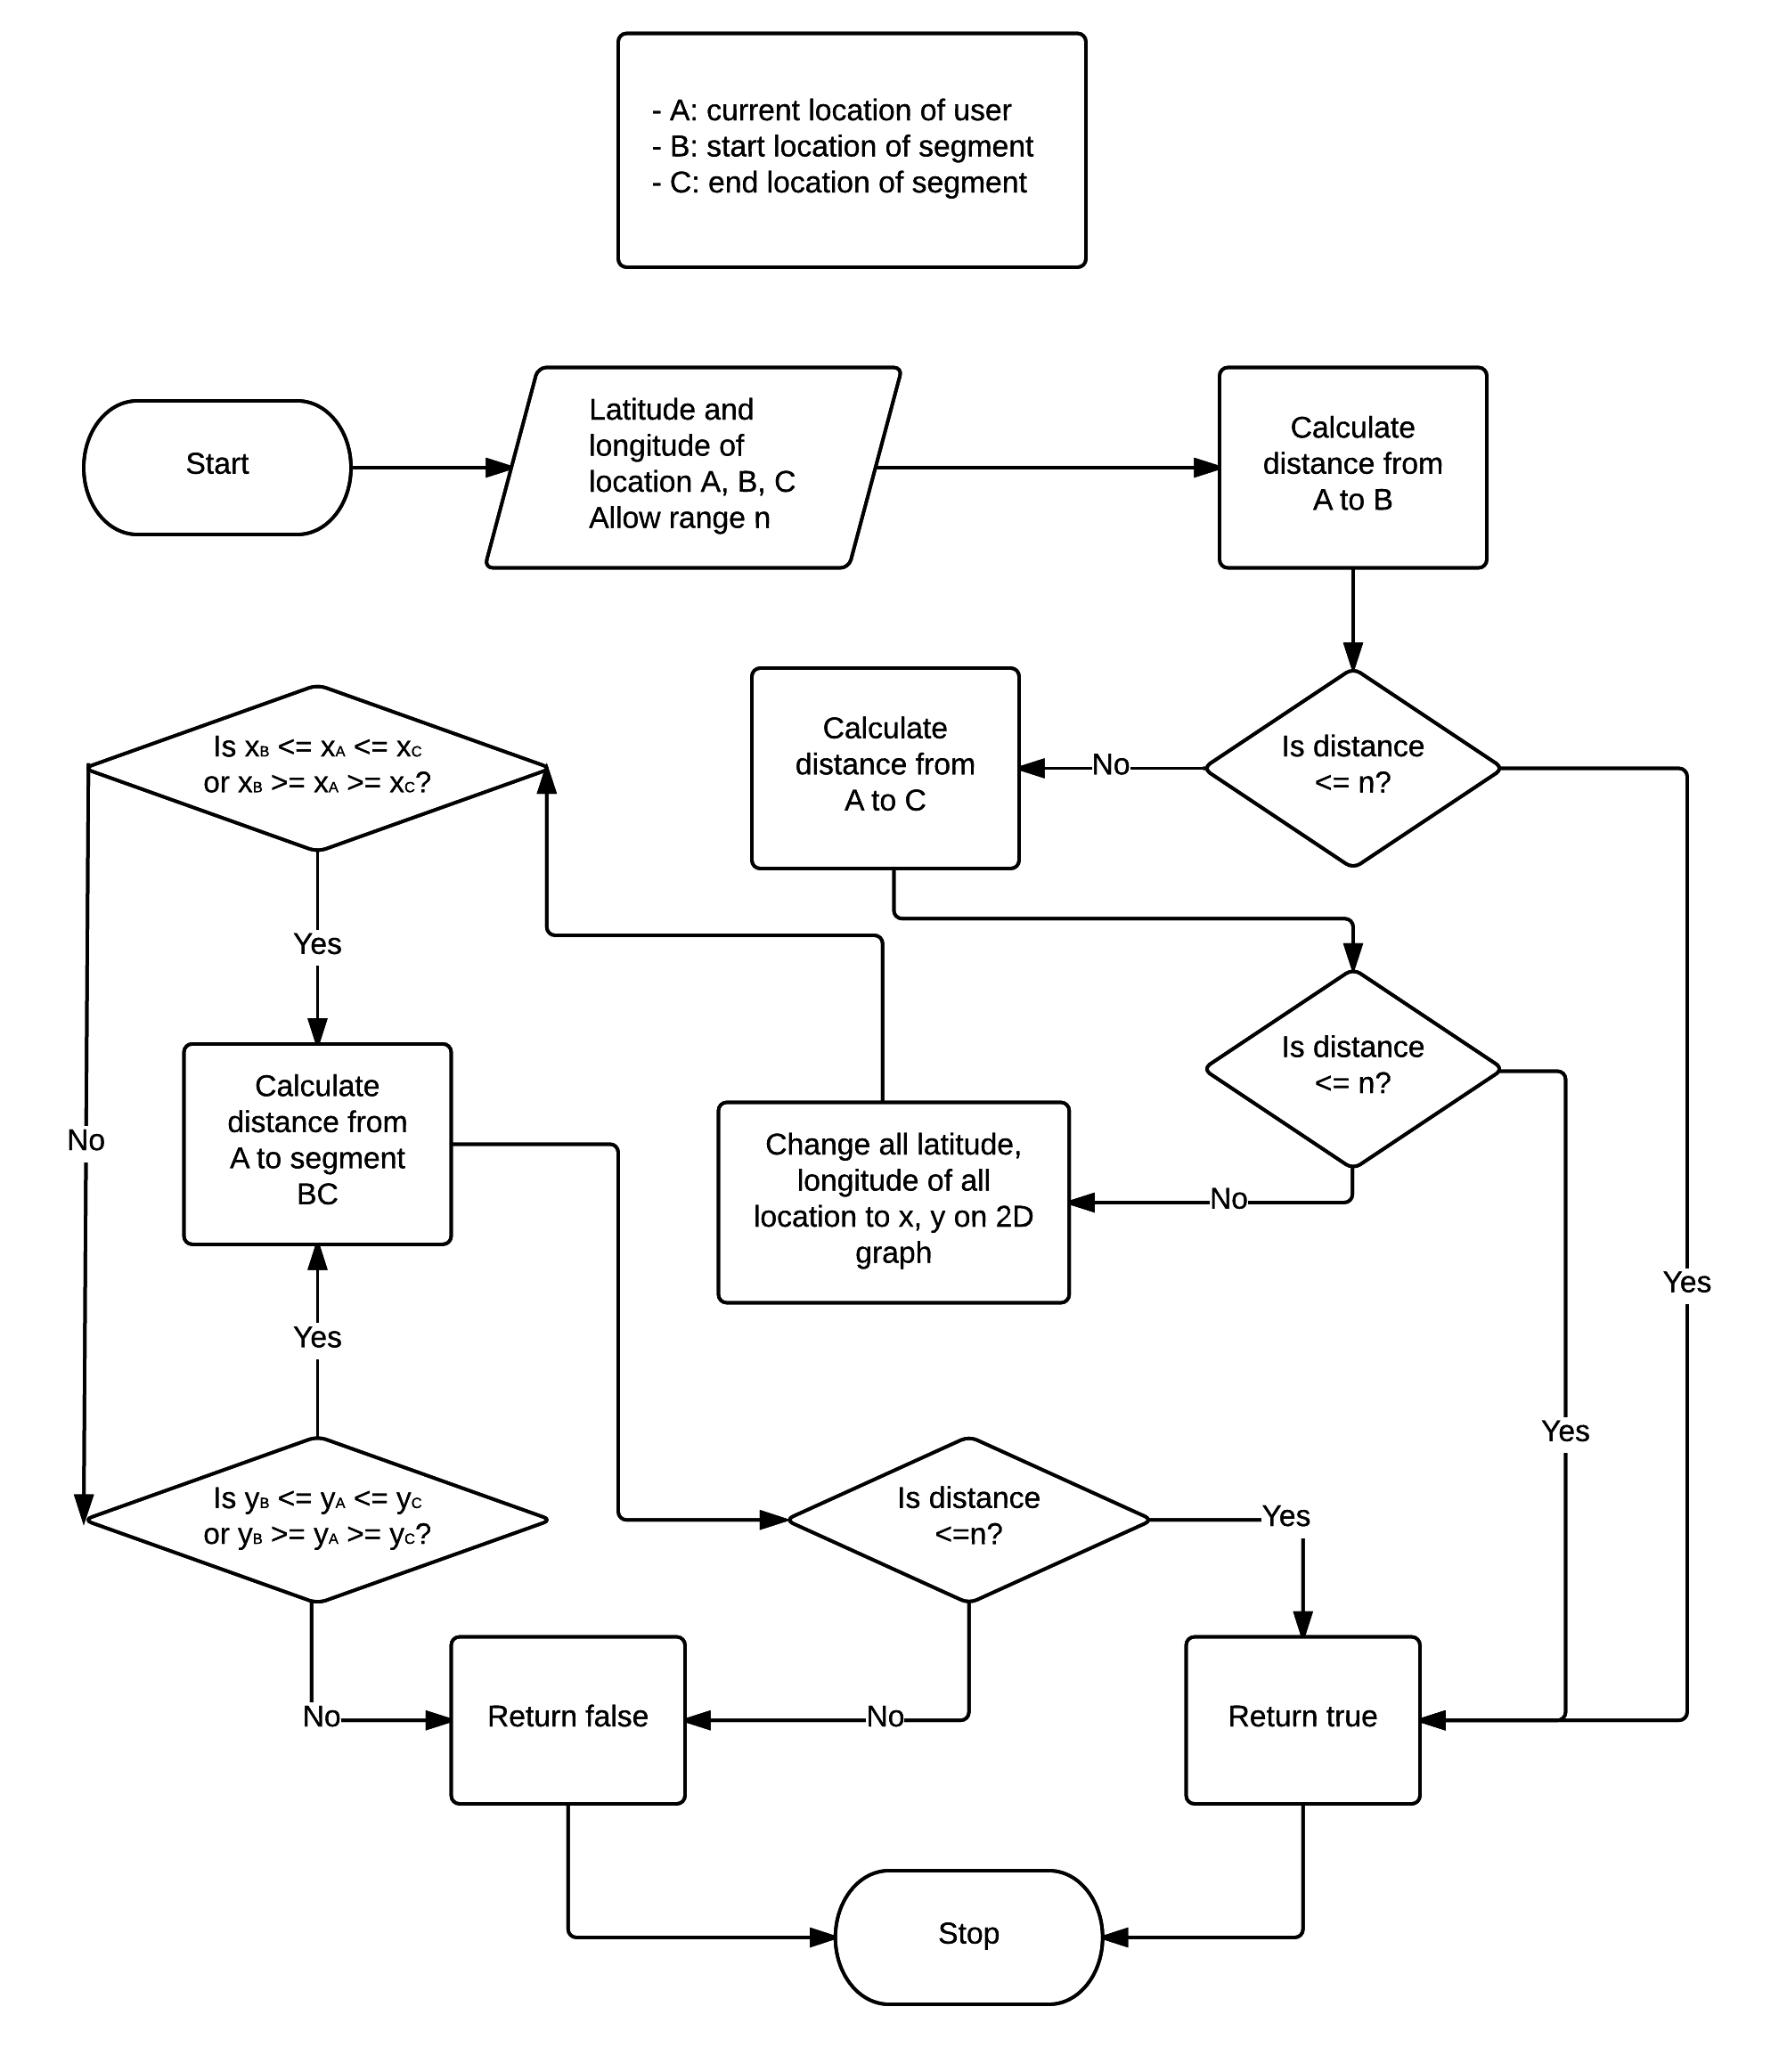 - A: current location of user
- B: start location of segment
- C: end location of segment
Start
Latitude and
longitude of
location A, B, C
Allow range n
Calculate
distance from
A to B
Is distance
<= n?
No
Yes
Calculate
distance from
A to C
Is distance
<= n?
No
Yes
Change all latitude,
longitude of all
location to x, y on 2D
graph
Is xB <= xA <= xC
or xB >= xA >= xC?
Yes
No
Calculate
distance from
A to segment
BC
Yes
Is yB <= yA <= yC
or yB >= yA >= yC?
No
Is distance
<=n?
Yes
No
Return false
Return true
Stop